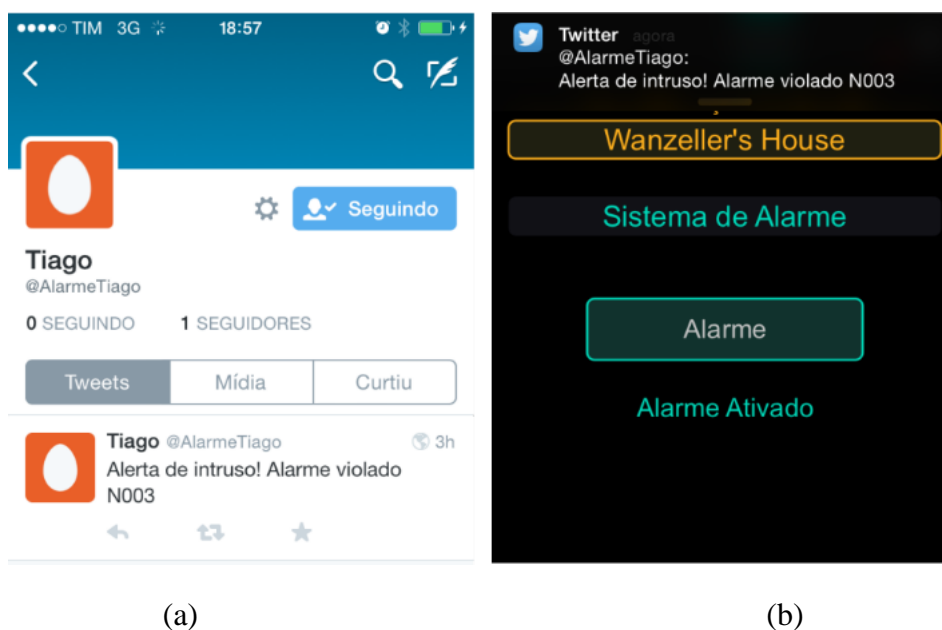 TIM 3G 18:57
Seguindo
Tiago
@AlarmeTiago
0 SEGUINDO 1 SEGUIDORES
Tweets Mídia Curtiu
Tiago @AlarmeTiago 3h
Alerta de intruso! Alarme violado
N003
Twitter agora
@AlarmeTiago:
Alerta de intruso! Alarme violado N003
Wanzeller's House
Sistema de Alarme
Alarme
Alarme Ativado
(a) (b)